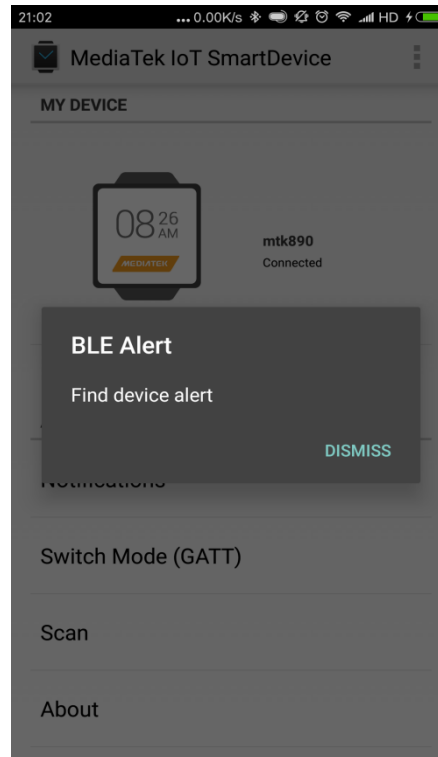 21:02 ... 0.00K/s HD
MediaTek IoT SmartDevice
MY DEVICE
08 26 AM
MEDIATEK
mtk890
Connected
BLE Alert
Find device alert
DISMISS
Notifications
Switch Mode (GATT)
Scan
About